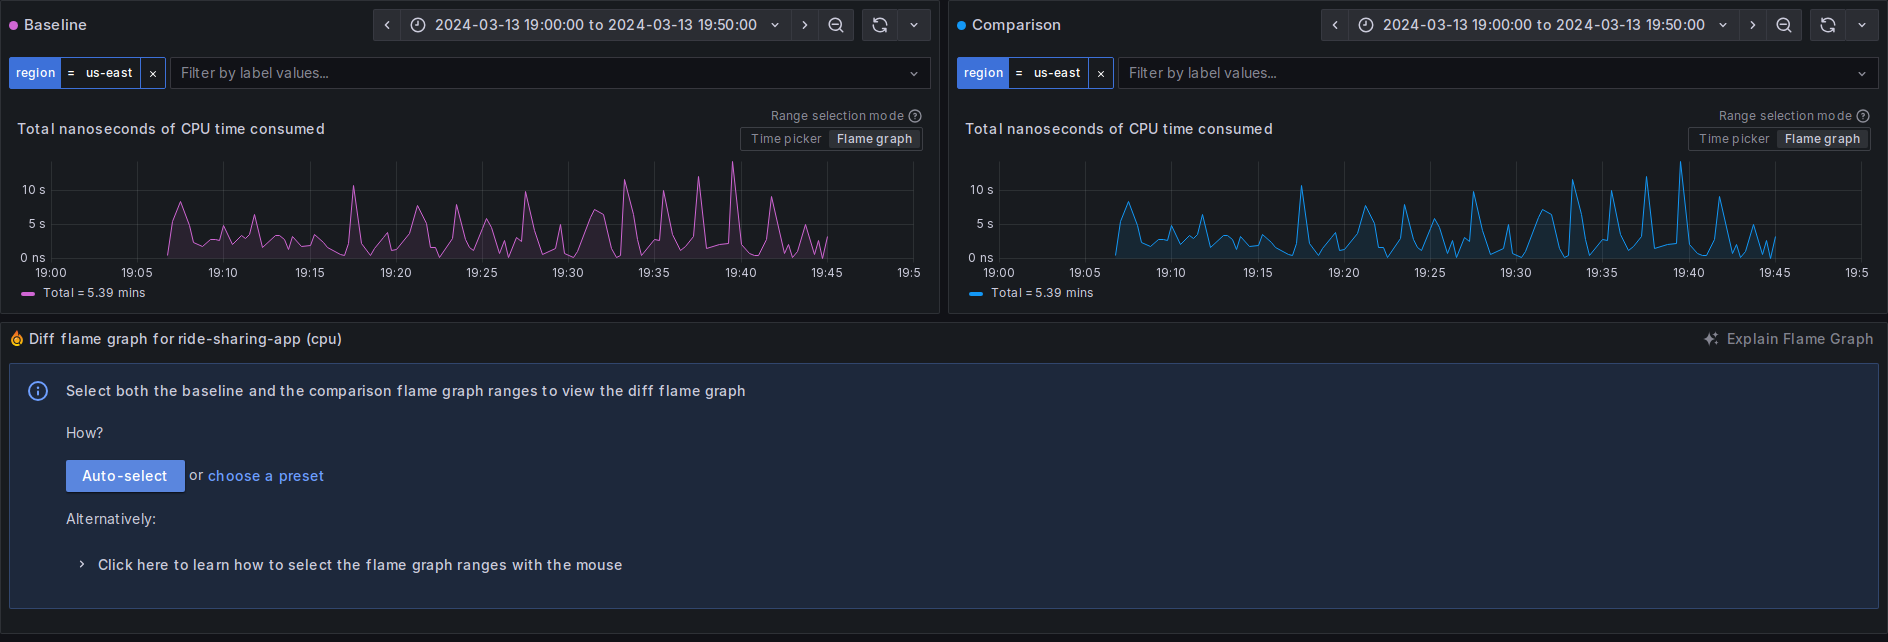 Baseline
2024-03-13 19:00:00 to 2024-03-13 19:50:00
region = us-east × Filter by label values...
Range selection mode
Total nanoseconds of CPU time consumed
Time picker Flame graph
10 s
5 s
0 ns
19:00 19:05 19:10 19:15 19:20 19:25 19:30 19:35 19:40 19:45 19:5
Total = 5.39 mins
Comparison
2024-03-13 19:00:00 to 2024-03-13 19:50:00
region = us-east × Filter by label values...
Range selection mode
Total nanoseconds of CPU time consumed
Time picker Flame graph
10 s
5 s
0 ns
19:00 19:05 19:10 19:15 19:20 19:25 19:30 19:35 19:40 19:45 19:5
Total = 5.39 mins
Diff flame graph for ride-sharing-app (cpu)
Explain Flame Graph
Select both the baseline and the comparison flame graph ranges to view the diff flame graph
How?
Auto-select or choose a preset
Alternatively:
Click here to learn how to select the flame graph ranges with the mouse